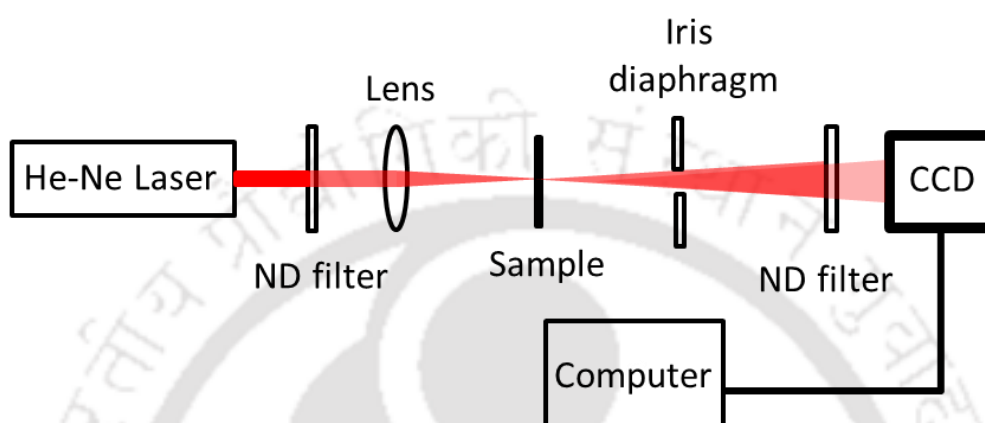 Iris
diaphragm
Lens
He-Ne Laser
CCD
ND filter
Sample
ND filter
Computer